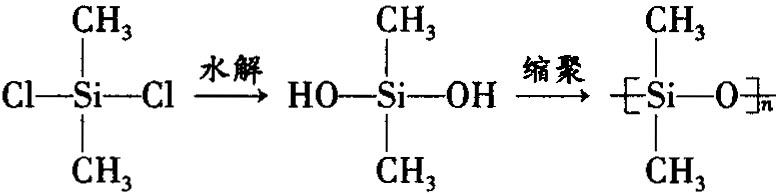 CH₃ CH₃ CH₃
Cl—Si—Cl 水解 HO—Si—OH 缩聚 [Si—O]ₙ
CH₃ CH₃ CH₃